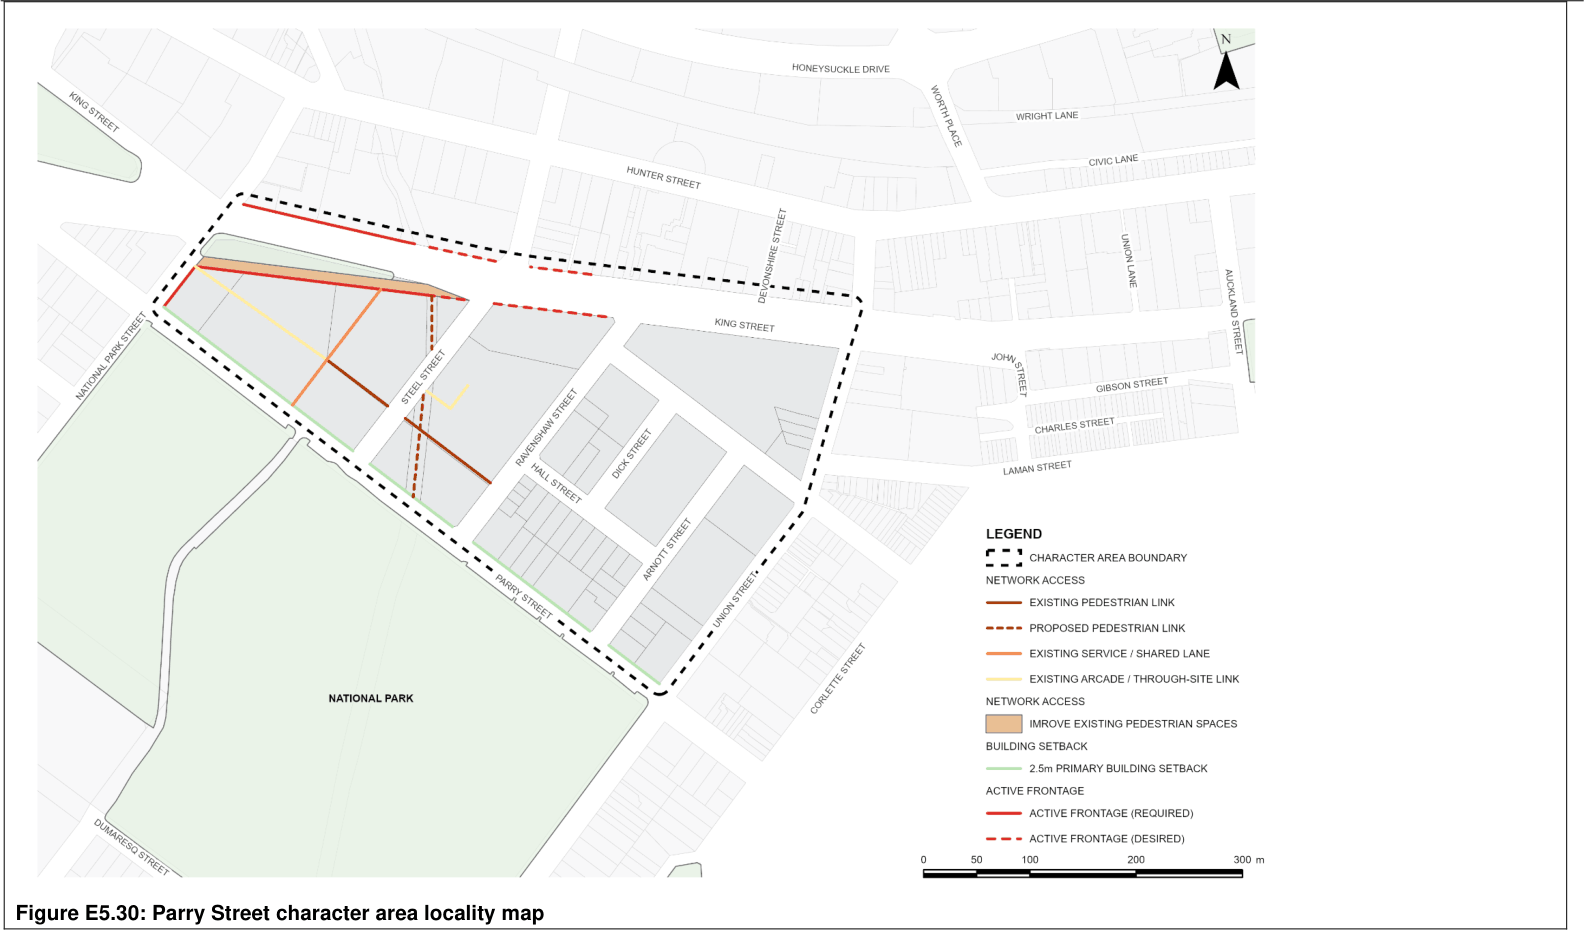 N
HONEYSUCKLE DRIVE
KING STREET
WORTH PLACE
WRIGHT LANE
CIVIC LANE
HUNTER STREET
DEVONSHIRE STREET
UNION LANE
AUCKLAND STREET
KING STREET
NATIONAL PARK STREET
STEEL STREET
JOHN STREET
GIBSON STREET
CHARLES STREET
LAMAN STREET
RAVENSHAW STREET
DICK STREET
HALL STREET
ARNOTT STREET
PARRY STREET
UNION STREET
CORLETTE STREET
NATIONAL PARK
DUMARESQ STREET
LEGEND
CHARACTER AREA BOUNDARY
NETWORK ACCESS
EXISTING PEDESTRIAN LINK
PROPOSED PEDESTRIAN LINK
EXISTING SERVICE / SHARED LANE
EXISTING ARCADE / THROUGH-SITE LINK
NETWORK ACCESS
IMROVE EXISTING PEDESTRIAN SPACES
BUILDING SETBACK
2.5m PRIMARY BUILDING SETBACK
ACTIVE FRONTAGE
ACTIVE FRONTAGE (REQUIRED)
ACTIVE FRONTAGE (DESIRED)
0 50 100 200 300 m
Figure E5.30: Parry Street character area locality map